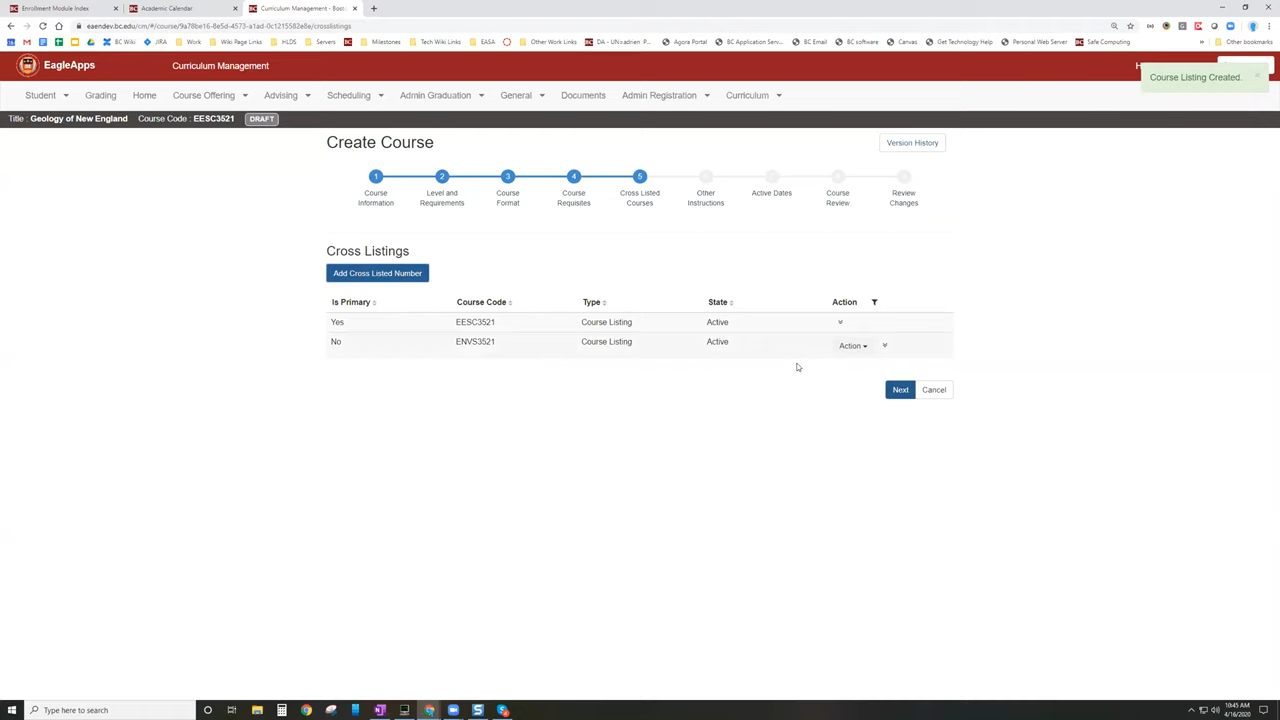 Enrollment Module Index
Academic Calendar
Curriculum Management - Bost
eaendev.bc.edu/cm/#/course/9a78be16-8e5d-4573-a1ad-0c1215582e8e/crosslistings
BC Wiki JIRA Work Wiki Page Links HLDS Servers Milestones Tech Wiki Links EASA Other Work Links Agora Portal BC Application Serv... BC Email BC software Canvas Get Technology Help Personal Web Server Safe Computing » Other bookmarks
EagleApps Curriculum Management H
Course Listing Created. ×
Student Grading Home Course Offering Advising Scheduling Admin Graduation General Documents Admin Registration Curriculum
Title : Geology of New England Course Code : EESC3521 DRAFT
Create Course
Version History
1 2 3 4 5
Course Information
Level and Requirements
Course Format
Course Requisites
Cross Listed Courses
Other Instructions
Active Dates
Course Review
Review Changes
Cross Listings
Add Cross Listed Number
Is Primary Course Code Type State Action
Yes EESC3521 Course Listing Active
No ENVS3521 Course Listing Active Action
Next Cancel
Type here to search
10:45 AM
4/16/2020